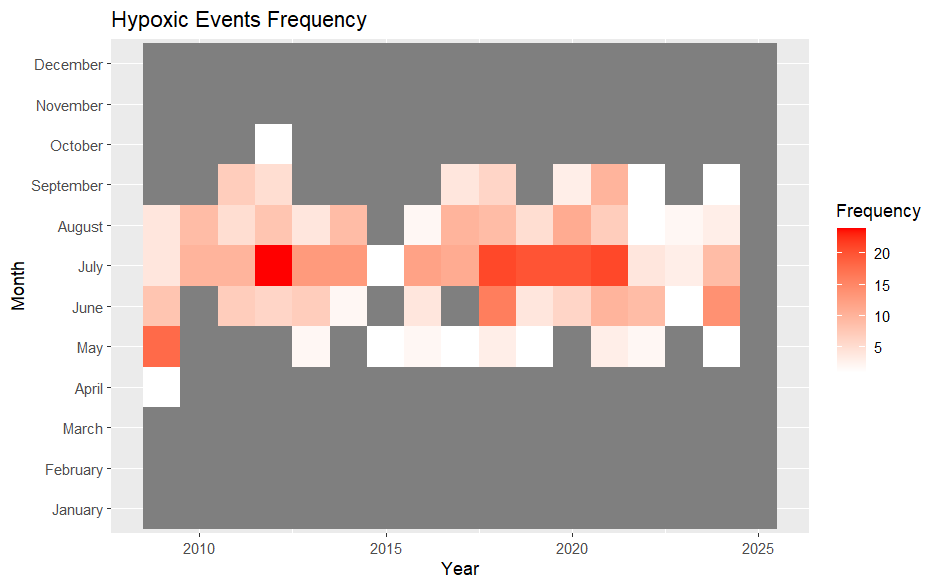 Hypoxic Events Frequency
Month
December
November
October
September
August
July
June
May
April
March
February
January
2010 2015 2020 2025
Year
Frequency
20
15
10
5